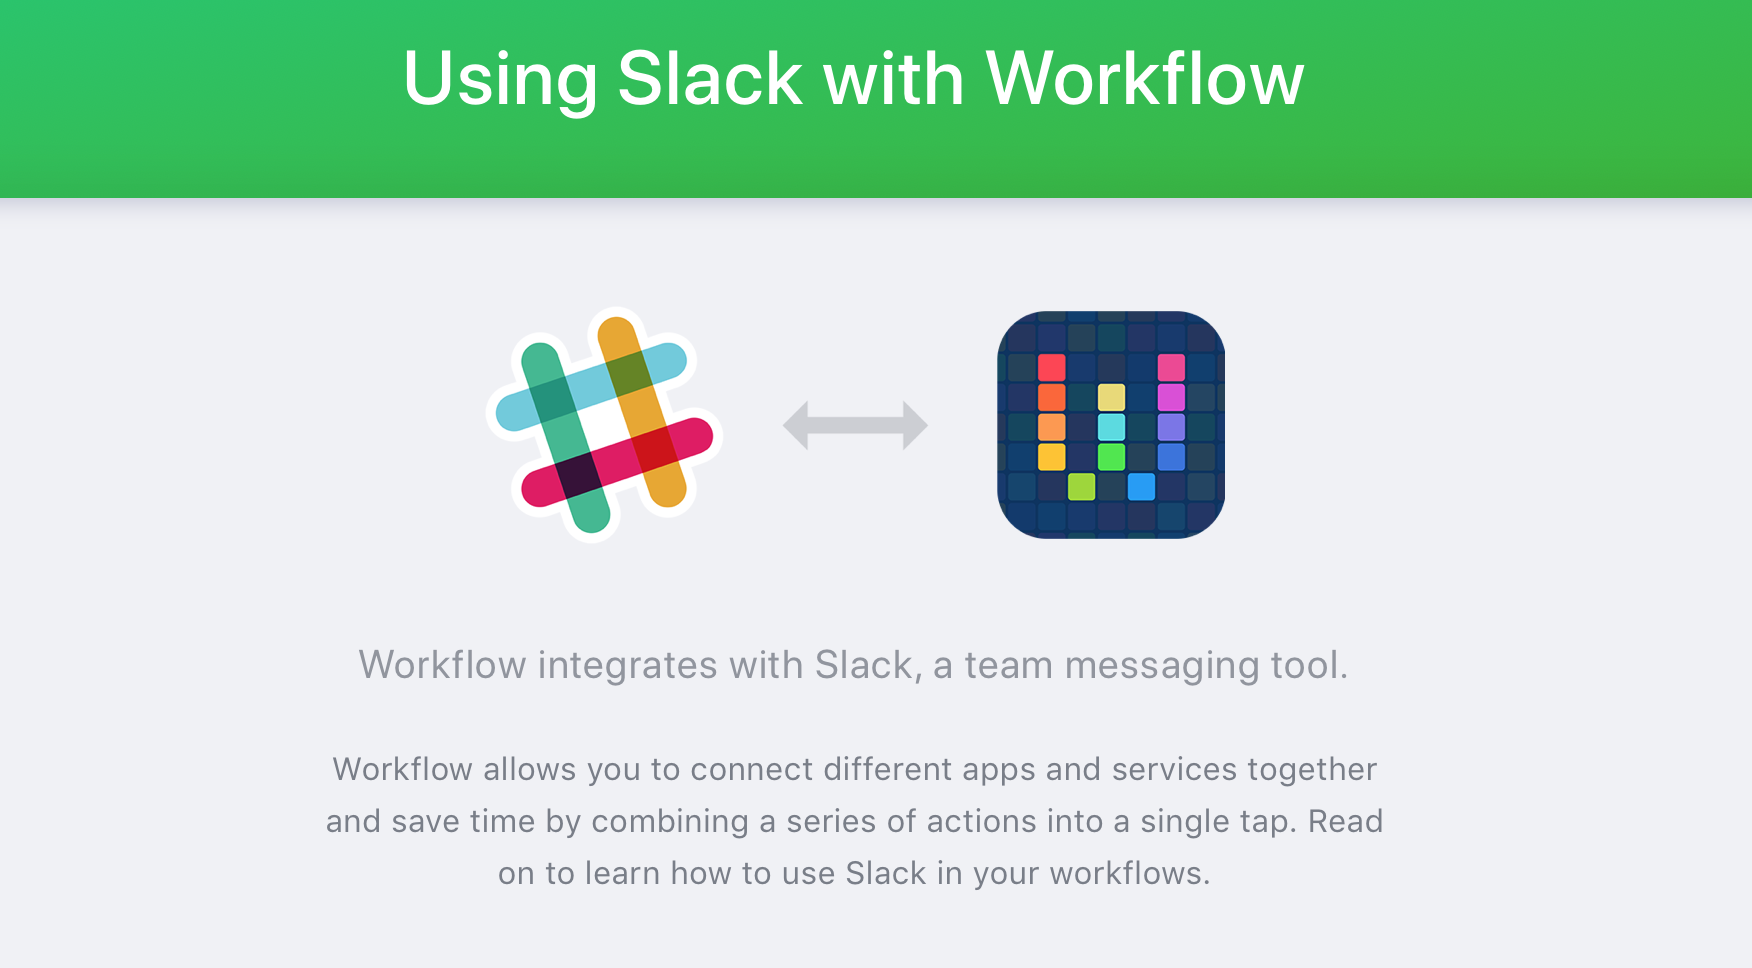 Using Slack with Workflow
Workflow integrates with Slack, a team messaging tool.
Workflow allows you to connect different apps and services together
and save time by combining a series of actions into a single tap. Read
on to learn how to use Slack in your workflows.